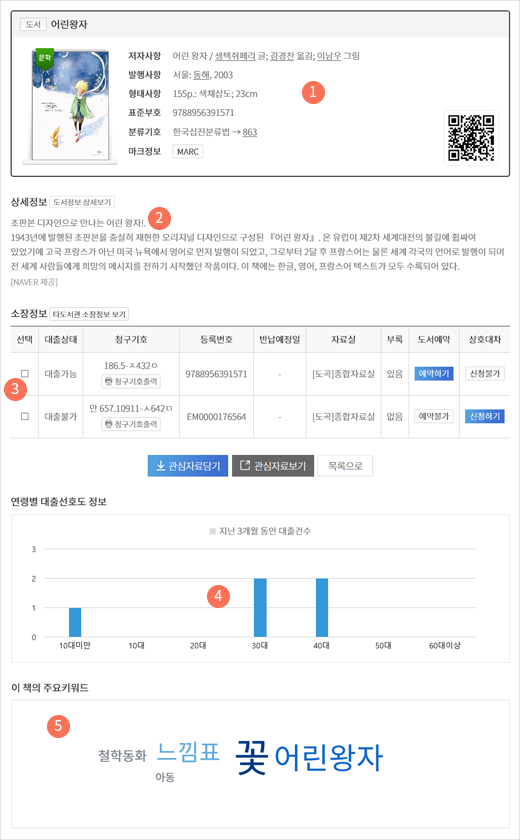 도서 어린왕자
문학
저자사항 어린 왕자 / 생텍쥐페리 글; 김경찬 옮김; 이남우 그림
발행사항 서울: 동해, 2003
형태사항 155p.: 색채삽도; 23cm
1
표준부호 9788956391571
분류기호 한국십진분류법 → 863
마크정보 MARC
상세정보 도서정보 상세보기
초판본 디자인으로 만나는 어린 왕자!.
2
1943년에 발행된 초판본을 충실히 재현한 오리지널 디자인으로 구성된 『어린 왕자』. 온 유럽이 제2차 세계대전의 불길에 휩싸여
있었기에 고국 프랑스가 아닌 미국 뉴욕에서 영어로 먼저 발행이 되었고, 그로부터 2달 후 프랑스어는 물론 세계 각국의 언어로 발행이 되며
전 세계 사람들에게 희망의 메시지를 전하기 시작했던 작품이다. 이 책에는 한글, 영어, 프랑스어 텍스트가 모두 수록되어 있다.
[NAVER 제공]
소장정보 타도서관 소장정보 보기
선택 대출상태 청구기호 등록번호 반납예정일 자료실 부록 도서예약 상호대차
대출가능 186.5-ㅈ432ㅇ 9788956391571 - [도곡]종합자료실 있음 예약하기 신청불가
청구기호출력
3
대출불가 만 657.10911-ㅅ642ㅁ EM0000176564 - [도곡]종합자료실 없음 예약불가 신청하기
청구기호출력
관심자료담기 관심자료보기 목록으로
연령별 대출선호도 정보
지난 3개월 동안 대출건수
3
2
4
1
0
10대미만 10대 20대 30대 40대 50대 60대이상
이 책의 주요키워드
5
철학동화 느낌표 꽃 어린왕자
아동